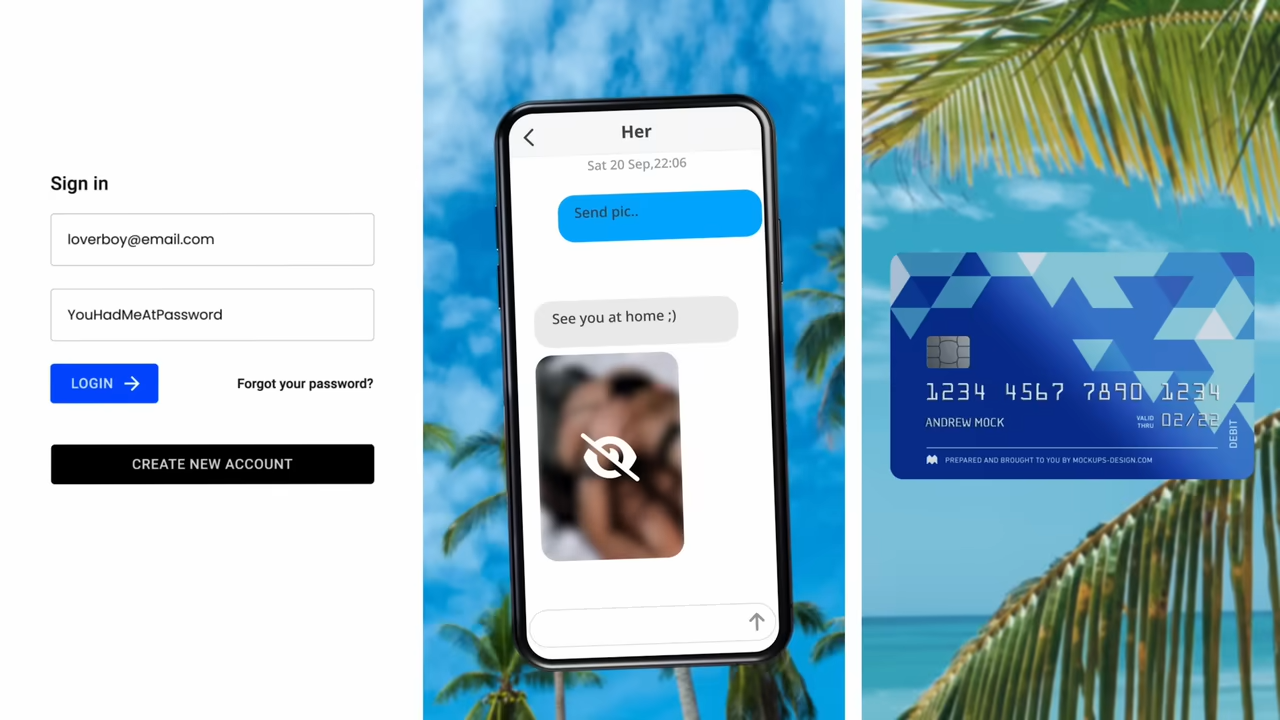 Sign in
loverboy@email.com
YouHadMeAtPassword
LOGIN
Forgot your password?
CREATE NEW ACCOUNT
Her
Sat 20 Sep,22:06
Send pic..
See you at home ;)
1234 4567 7890 1234
ANDREW MOCK
VALID THRU 02/22
DEBIT
PREPARED AND BROUGHT TO YOU BY MOCKUPS-DESIGN.COM